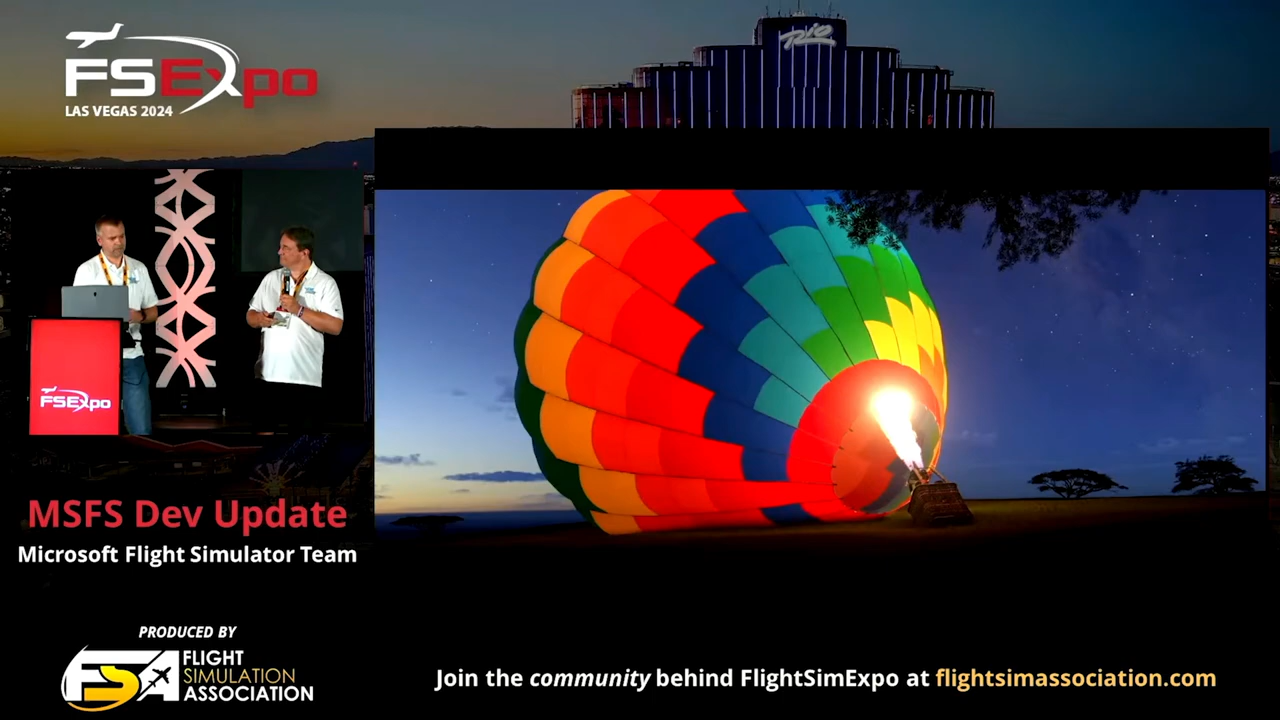 Rio
FSExpo
LAS VEGAS 2024
FSExpo
MSFS Dev Update
Microsoft Flight Simulator Team
PRODUCED BY
FSA
FLIGHT
SIMULATION
ASSOCIATION
Join the community behind FlightSimExpo at flightsimassociation.com